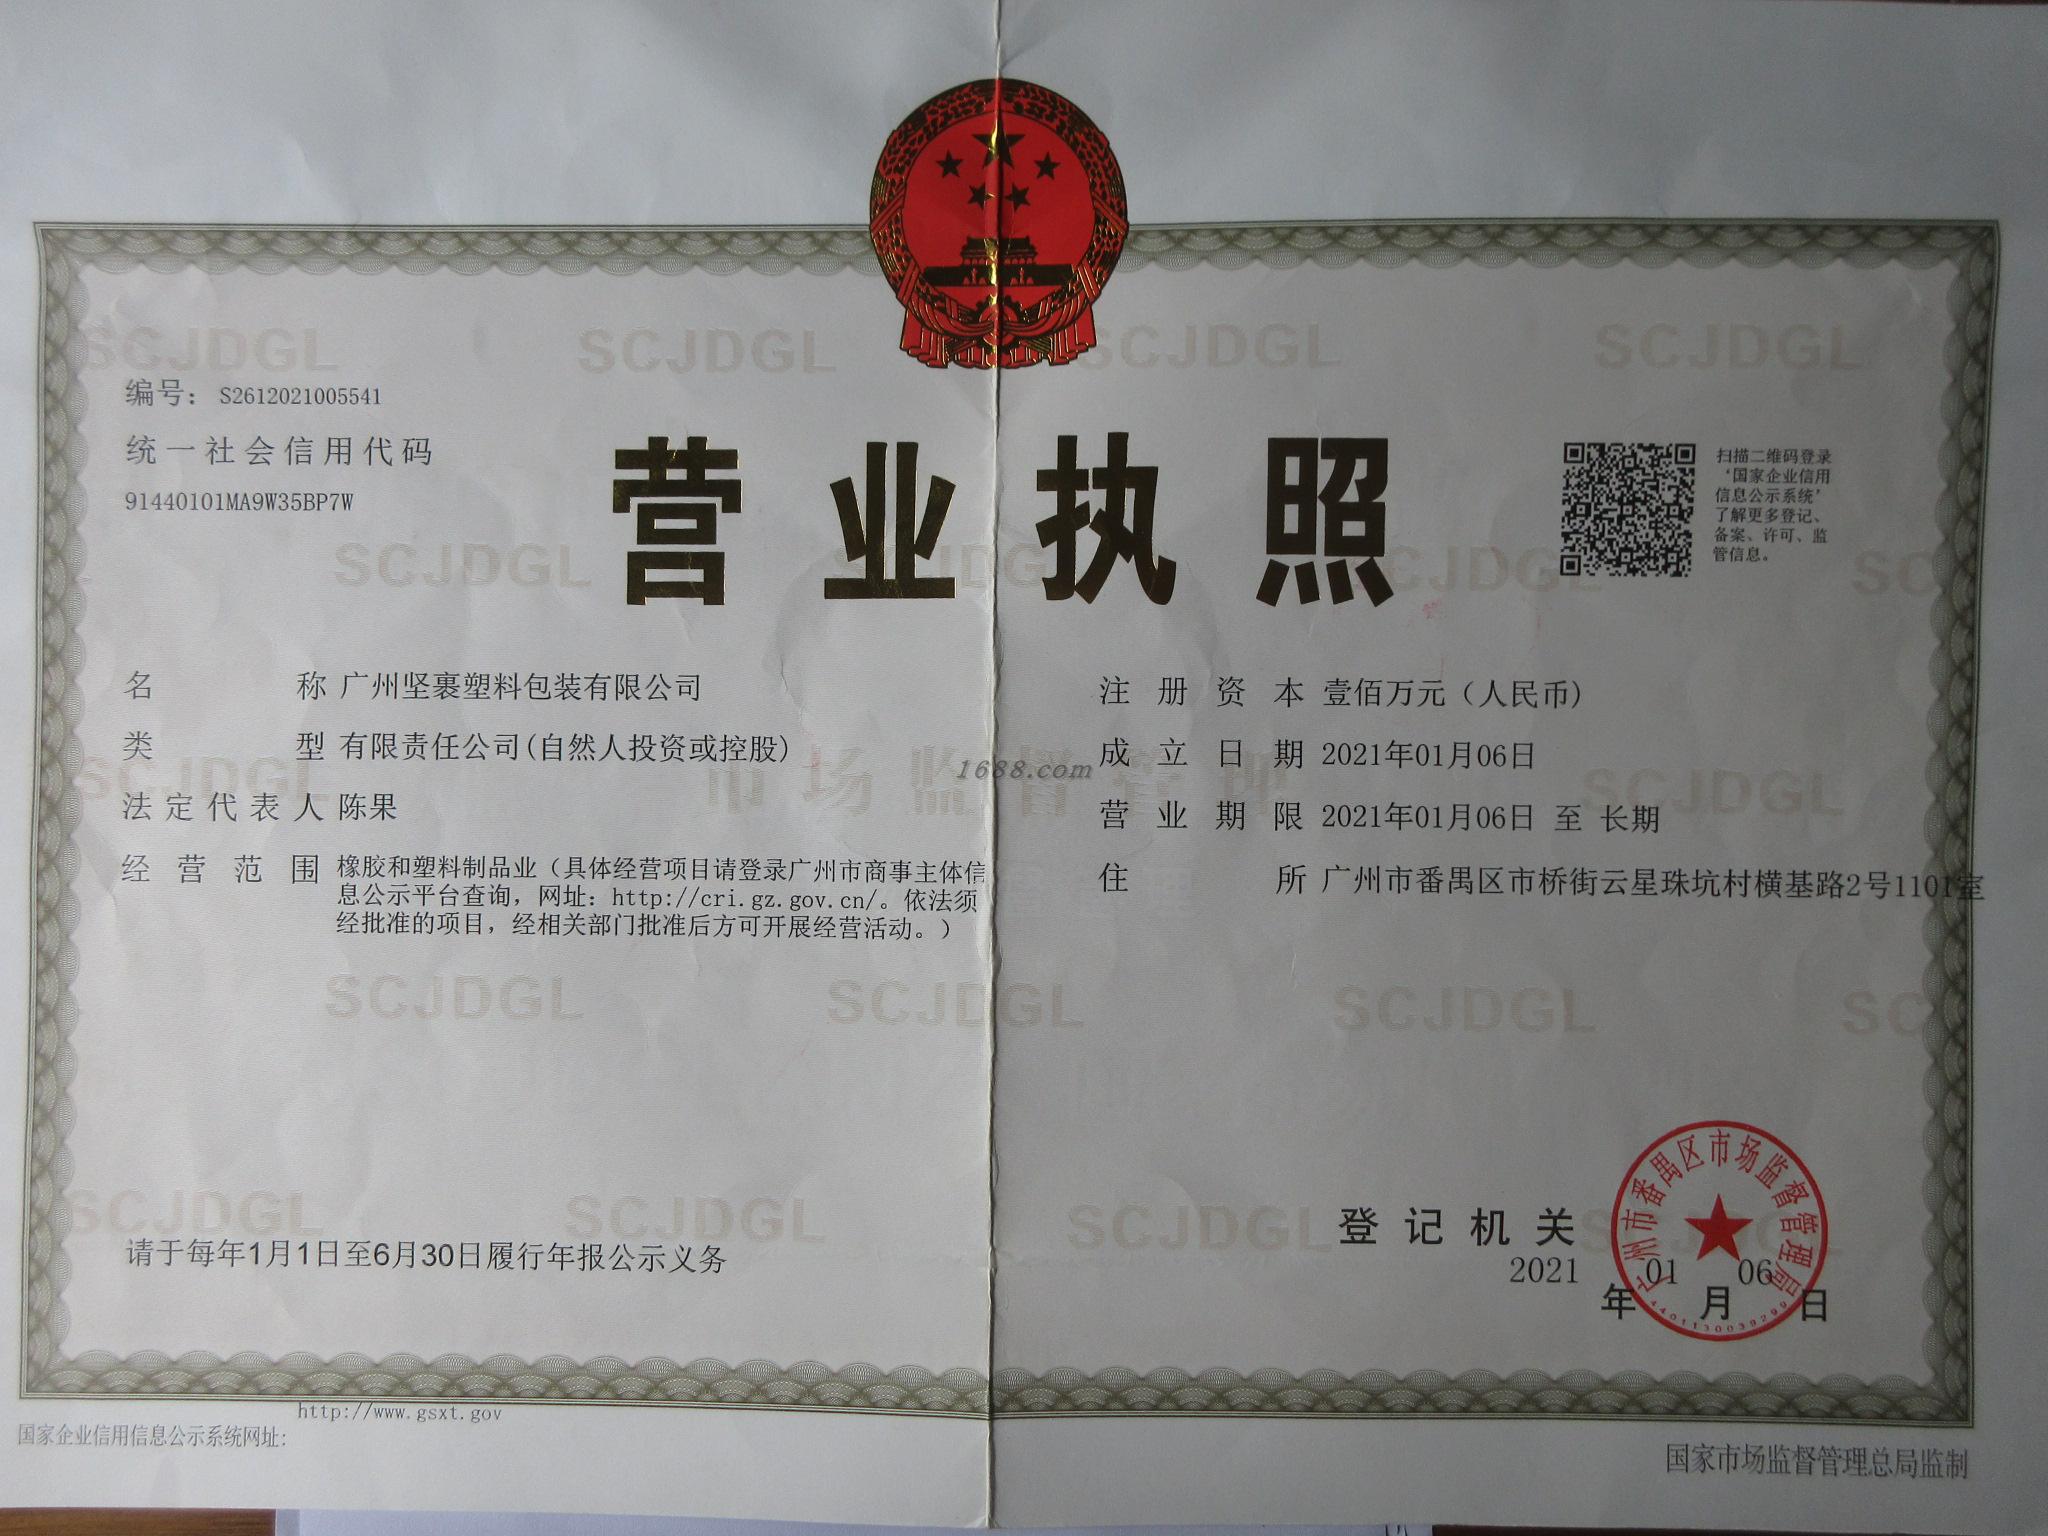 编号： S2612021005541
统一社会信用代码
91440101MA9W35BP7W
营业执照
扫描二维码登录
‘国家企业信用
信息公示系统’
了解更多登记、
备案、许可、监
管信息。
名称 广州坚裹塑料包装有限公司
类型 有限责任公司(自然人投资或控股)
法定代表人 陈果
经营范围 橡胶和塑料制品业（具体经营项目请登录广州市商事主体信
息公示平台查询，网址：http://cri.gz.gov.cn/。依法须
经批准的项目，经相关部门批准后方可开展经营活动。）
注册资本 壹佰万元（人民币）
成立日期 2021年01月06日
营业期限 2021年01月06日 至 长期
住所 广州市番禺区市桥街云星珠坑村横基路2号1101室
1688.com
市场监督管理
SCJDGL
请于每年1月1日至6月30日履行年报公示义务
登记机关
2021年01月06日
广州市番禺区市场监督管理局
http://www.gsxt.gov
国家企业信用信息公示系统网址:
国家市场监督管理总局监制